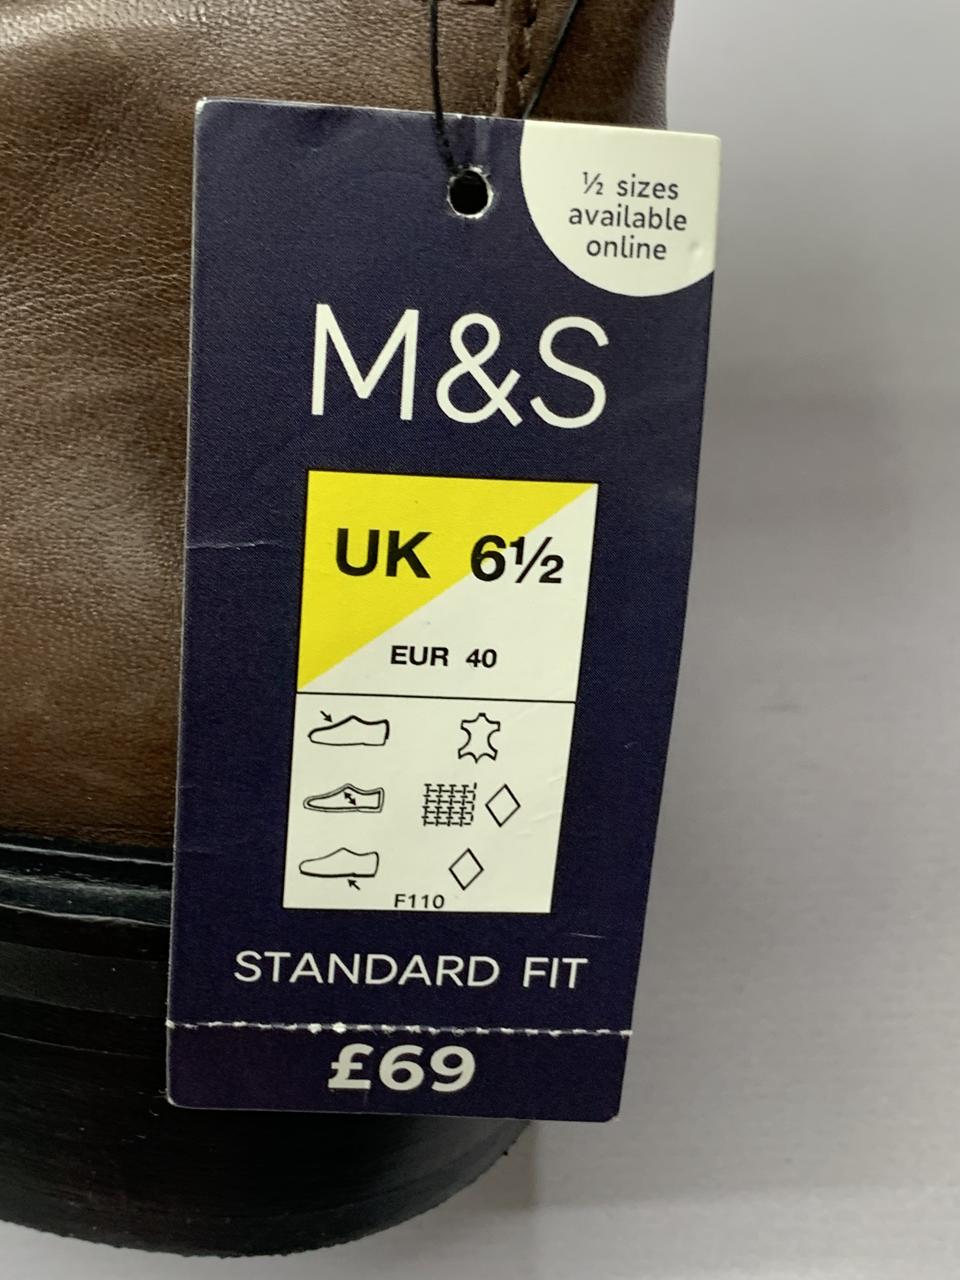 ½ sizes
available
online
M&S
UK 6½
EUR 40
F110
STANDARD FIT
£69